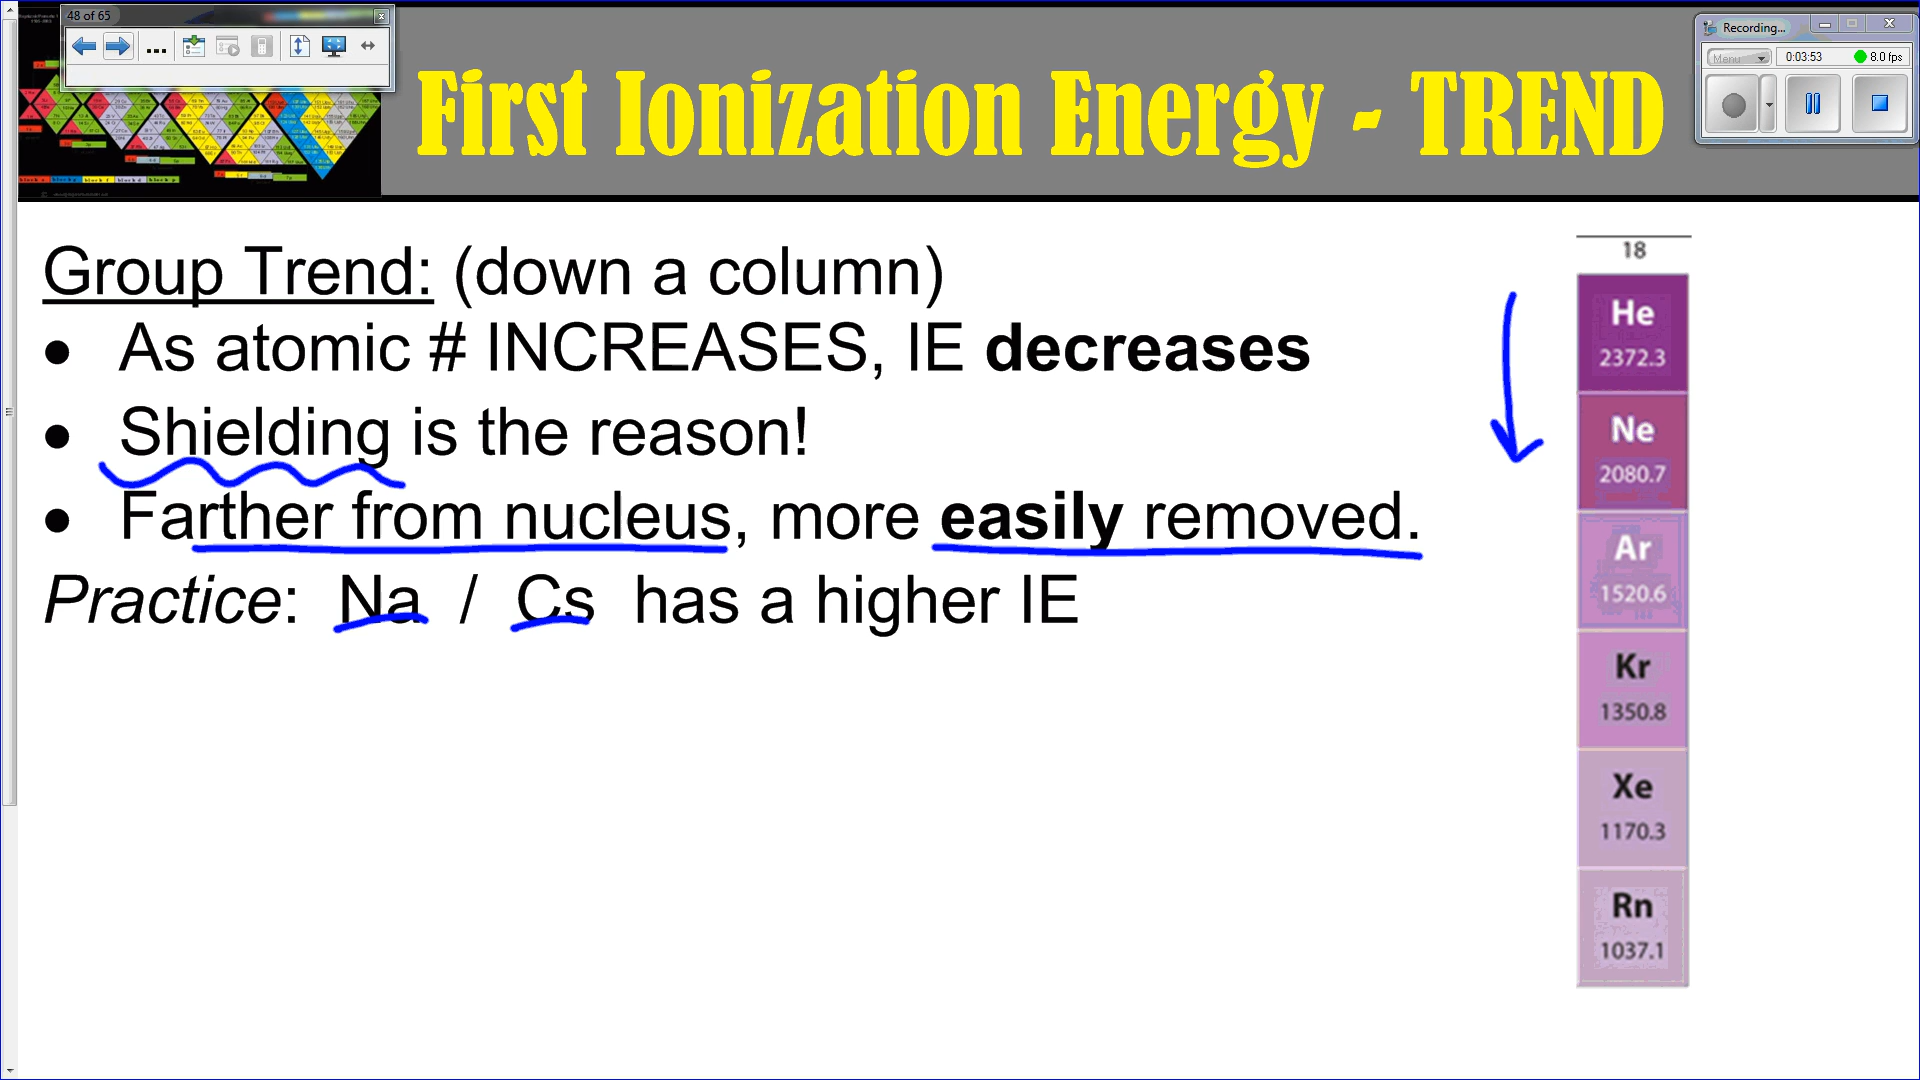 48 of 65
Recording...
Menu
0:03:53
8.0 fps
First Ionization Energy - TREND
Group Trend: (down a column)
• As atomic # INCREASES, IE decreases
• Shielding is the reason!
• Farther from nucleus, more easily removed.
Practice: Na / Cs has a higher IE
18
He
2372.3
Ne
2080.7
Ar
1520.6
Kr
1350.8
Xe
1170.3
Rn
1037.1